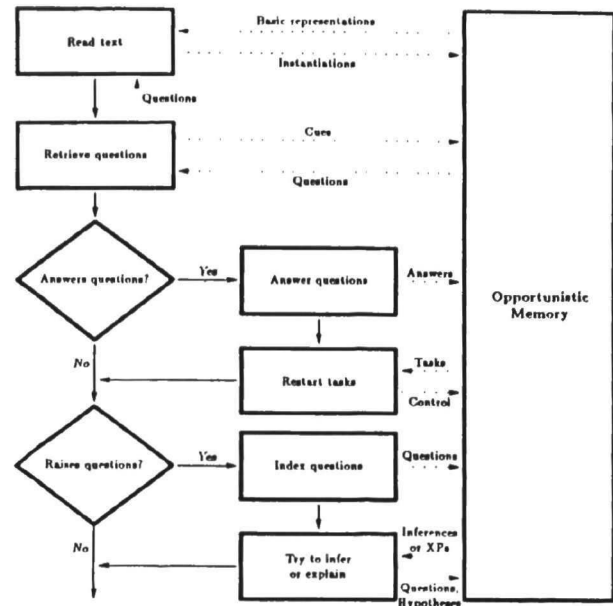 Basic representations
Read text
Instantiations
Questions
Cues
Retrieve questions
Questions
Answers questions?
Yes
Answer questions
Answers
Opportunistic
Memory
No
Tasks
Restart tasks
Control
Raises questions?
Yes
Index questions
Questions
No
Inferences
or XPs
Try to infer
or explain
Questions,
Hypotheses